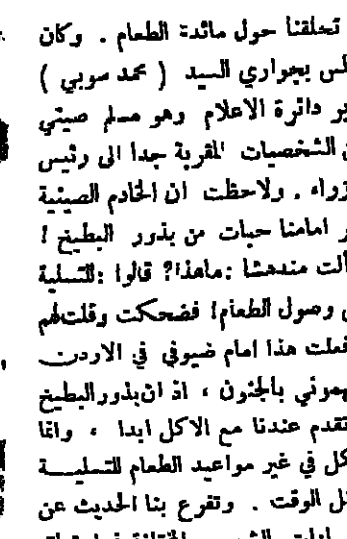 تحلقنا حول مائدة الطعام . وكان
لس بجواري السيد ( محمد سوبي )
ير دائرة الاعلام وهو مسلم صيني
ن الشخصيات المقربة جدا الى رئيس
زراء . ولاحظت ان الخادم الصينية
ر امامنا حبات من بذور البطيخ !
ألت مندهشا : ماهذا؟ قالوا : للتسلية
ى وصول الطعام! فضحكت وقلت لهم
فعلت هذا امام ضيوفي في الاردن
همونى بالجنون ، اذ ان بذور البطيخ
تقدم عندنا مع الاكل ابدا ، وانما
كل في غير مواعيد الطعام للتسليـــة
تل الوقت . وتفرع بنا الحديث عن